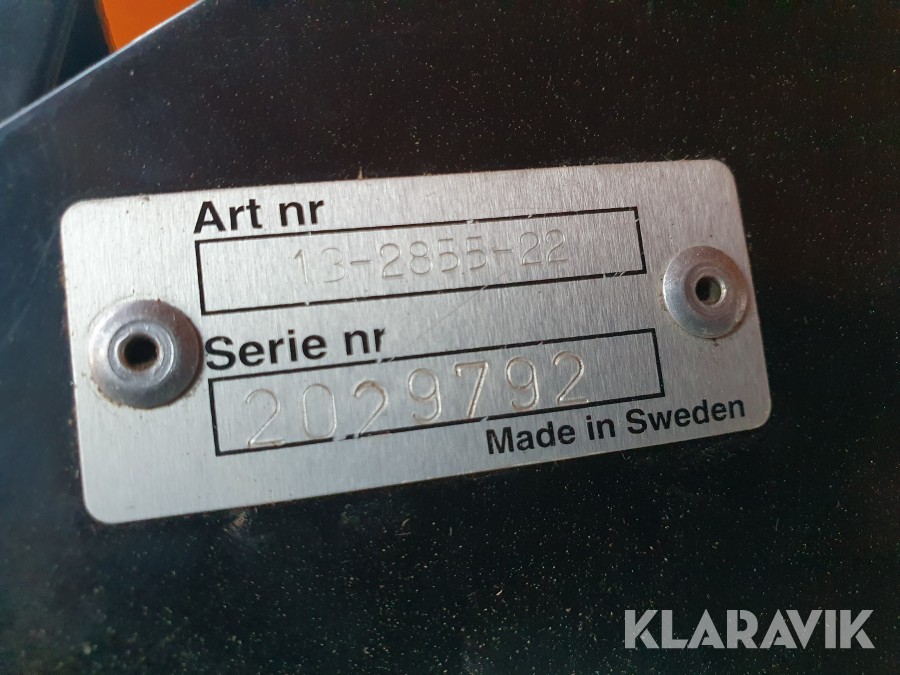 Art nr
13-2855-22
Serie nr
2029792
Made in Sweden
KLARAVIK